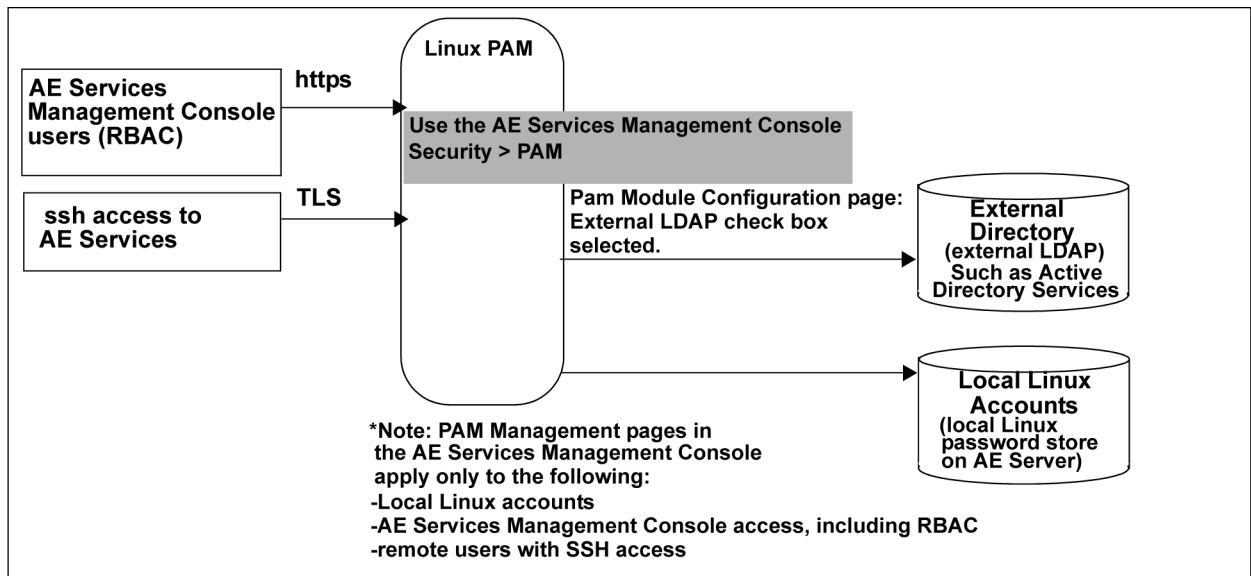 Linux PAM
AE Services
Management Console
users (RBAC)
https
Use the AE Services Management Console
Security > PAM
ssh access to
AE Services
TLS
Pam Module Configuration page:
External LDAP check box
selected.
External
Directory
(external LDAP)
Such as Active
Directory Services
Local Linux
Accounts
(local Linux
password store
on AE Server)
*Note: PAM Management pages in
the AE Services Management Console
apply only to the following:
-Local Linux accounts
-AE Services Management Console access, including RBAC
-remote users with SSH access